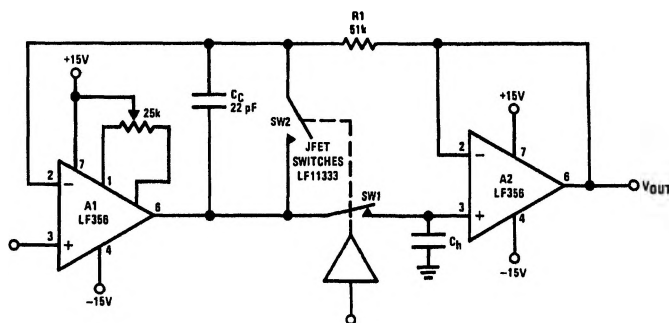 R1
51k
+15V
CC
22 pF
25k
SW2
JFET
SWITCHES
LF11333
+15V
2
7
1
A1
LF356
6
3
4
−15V
SW1
Ch
2
7
A2
LF356
6
3
4
−15V
VOUT